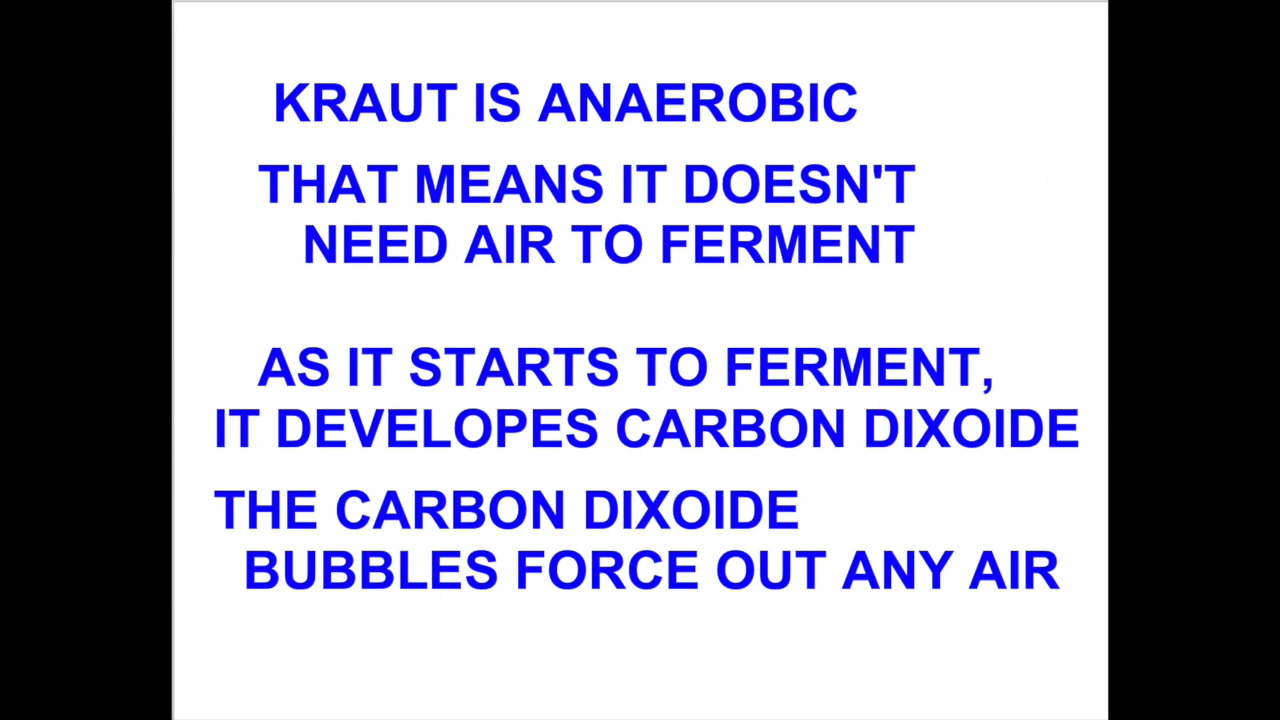 KRAUT IS ANAEROBIC
THAT MEANS IT DOESN'T
NEED AIR TO FERMENT
AS IT STARTS TO FERMENT,
IT DEVELOPES CARBON DIXOIDE
THE CARBON DIXOIDE
BUBBLES FORCE OUT ANY AIR